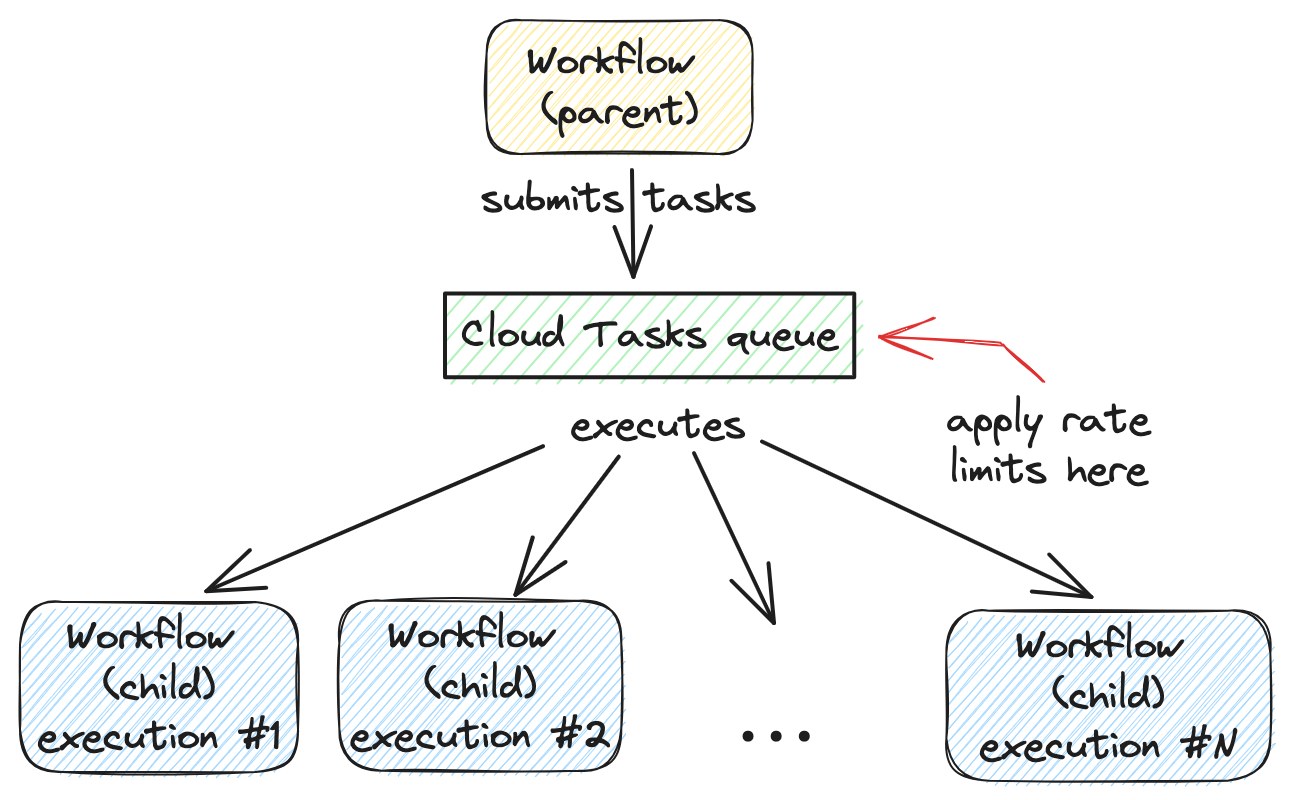 Workflow
(parent)
submits tasks
Cloud Tasks queue
executes
apply rate
limits here
Workflow
(child)
execution #1
Workflow
(child)
execution #2
...
Workflow
(child)
execution #N